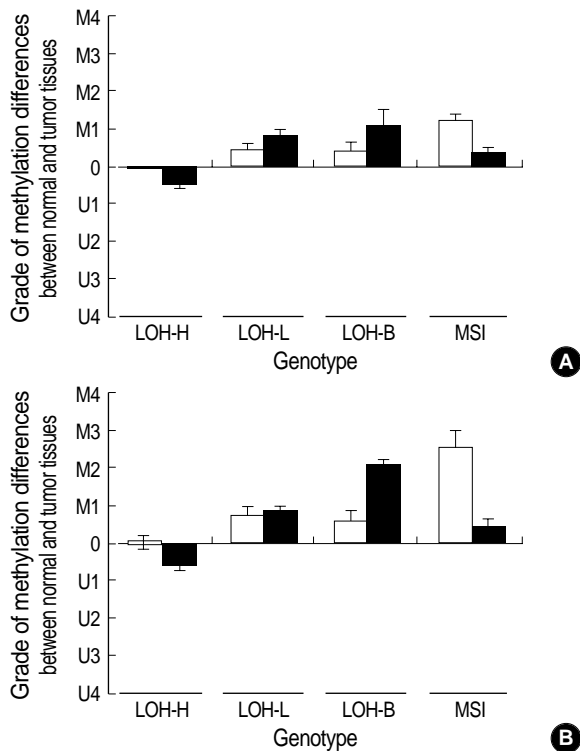 Grade of methylation differences
between normal and tumor tissues
M4
M3
M2
M1
0
U1
U2
U3
U4
LOH-H LOH-L LOH-B MSI
Genotype
A
Grade of methylation differences
between normal and tumor tissues
M4
M3
M2
M1
0
U1
U2
U3
U4
LOH-H LOH-L LOH-B MSI
Genotype
B